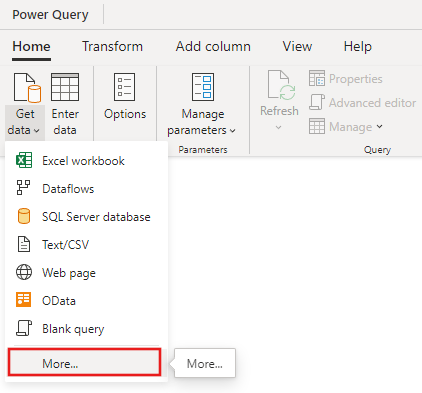 Power Query
Home Transform Add column View Help
Get data Enter data Options Manage parameters Refresh Properties
Advanced editor
Manage
Parameters Query
Excel workbook
Dataflows
SQL Server database
Text/CSV
Web page
OData
Blank query
More... More...